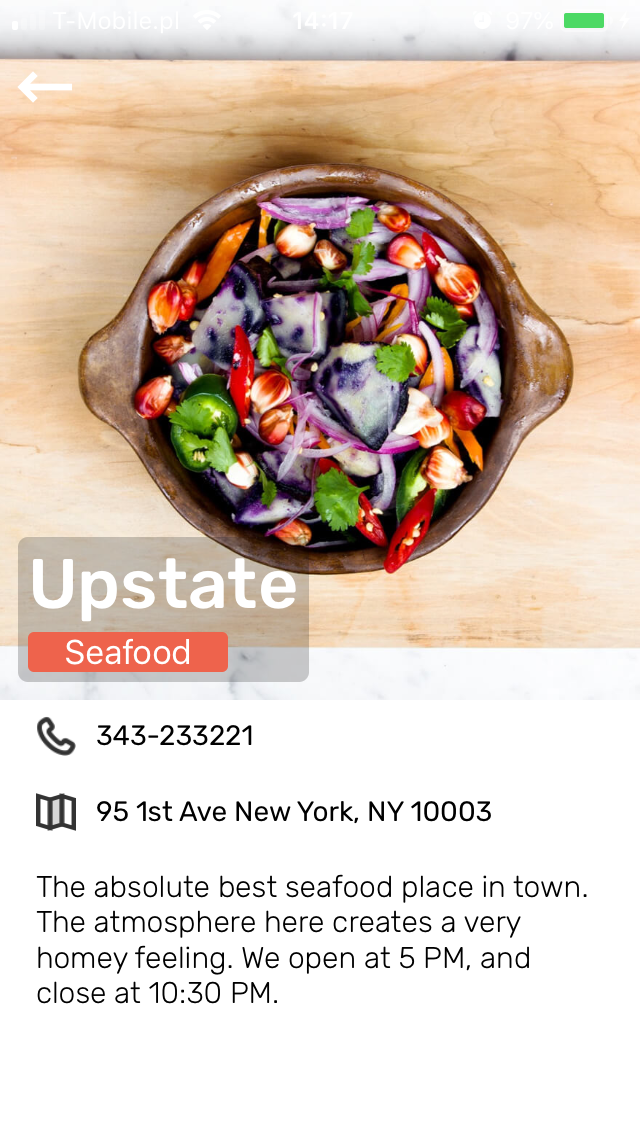 T-Mobile.pl 14:17 97%
Upstate
Seafood
343-233221
95 1st Ave New York, NY 10003
The absolute best seafood place in town.
The atmosphere here creates a very
homey feeling. We open at 5 PM, and
close at 10:30 PM.